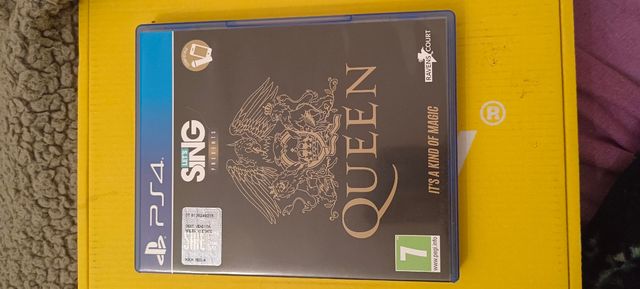 PS4
LET'S
SING
PRESENTS
QUEEN
IT'S A KIND OF MAGIC
RAVENSCOURT
7
www.pegi.info
®